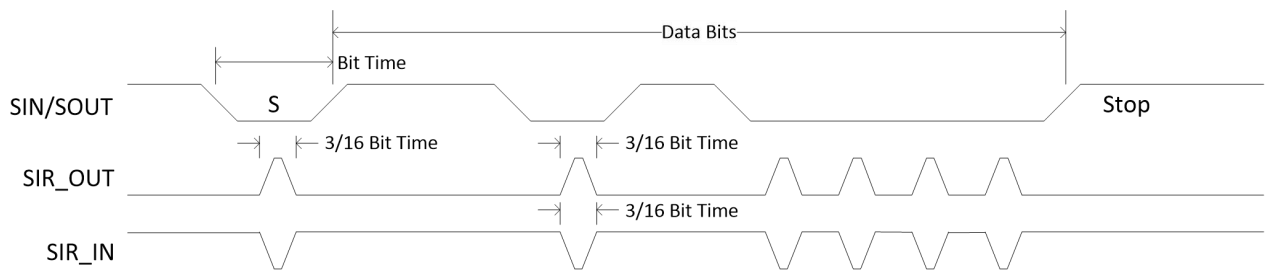 Data Bits
Bit Time
SIN/SOUT
S
Stop
3/16 Bit Time
3/16 Bit Time
SIR_OUT
3/16 Bit Time
SIR_IN